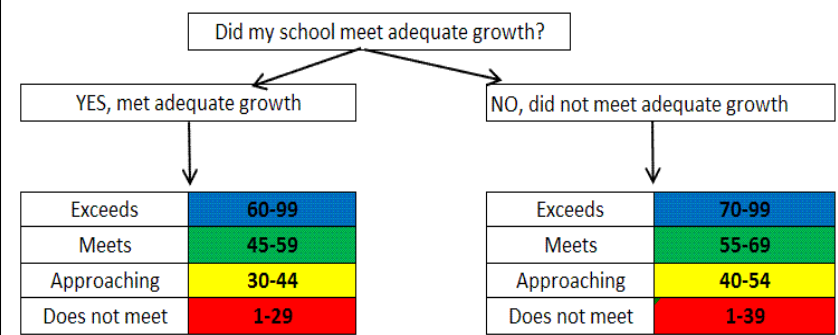 Did my school meet adequate growth?
YES, met adequate growth
NO, did not meet adequate growth
Exceeds 60-99
Meets 45-59
Approaching 30-44
Does not meet 1-29
Exceeds 70-99
Meets 55-69
Approaching 40-54
Does not meet 1-39